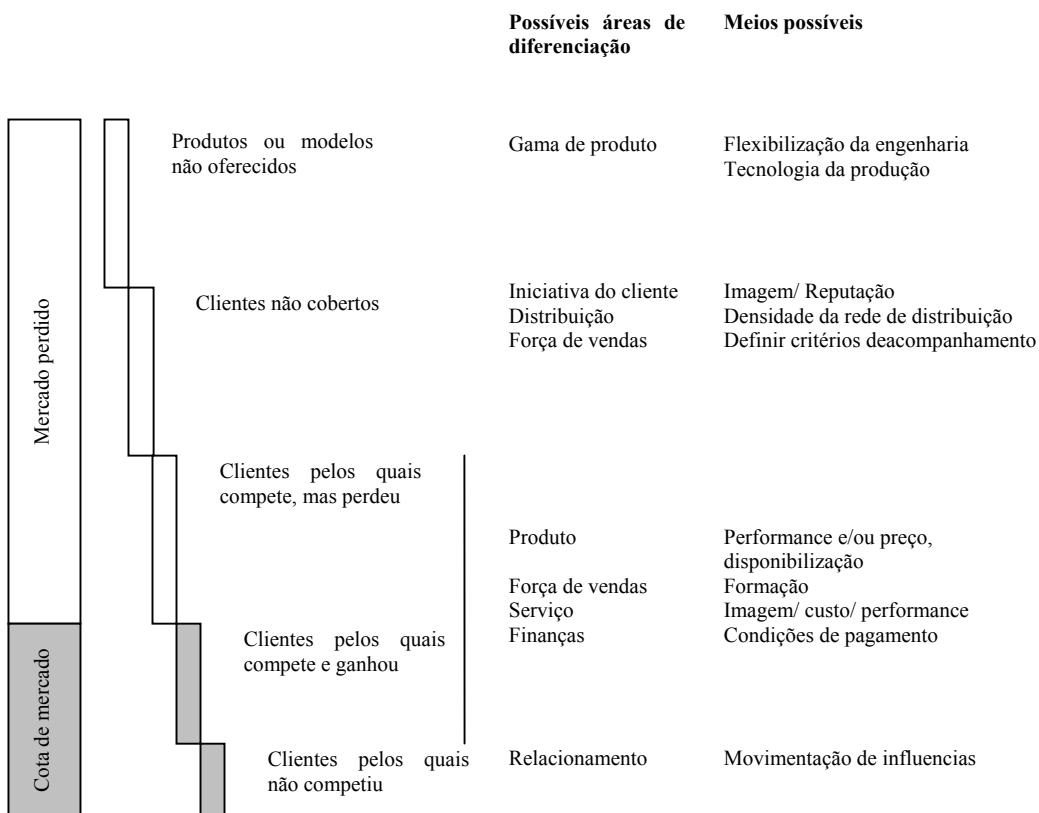 Possíveis áreas de
diferenciação
Meios possíveis
Mercado perdido
Cota de mercado
Produtos ou modelos
não oferecidos
Gama de produto
Flexibilização da engenharia
Tecnologia da produção
Clientes não cobertos
Iniciativa do cliente
Distribuição
Força de vendas
Imagem/ Reputação
Densidade da rede de distribuição
Definir critérios deacompanhamento
Clientes pelos quais
compete, mas perdeu
Produto
Performance e/ou preço,
disponibilização
Força de vendas
Formação
Serviço
Imagem/ custo/ performance
Finanças
Condições de pagamento
Clientes pelos quais
compete e ganhou
Clientes pelos quais
não competiu
Relacionamento
Movimentação de influencias